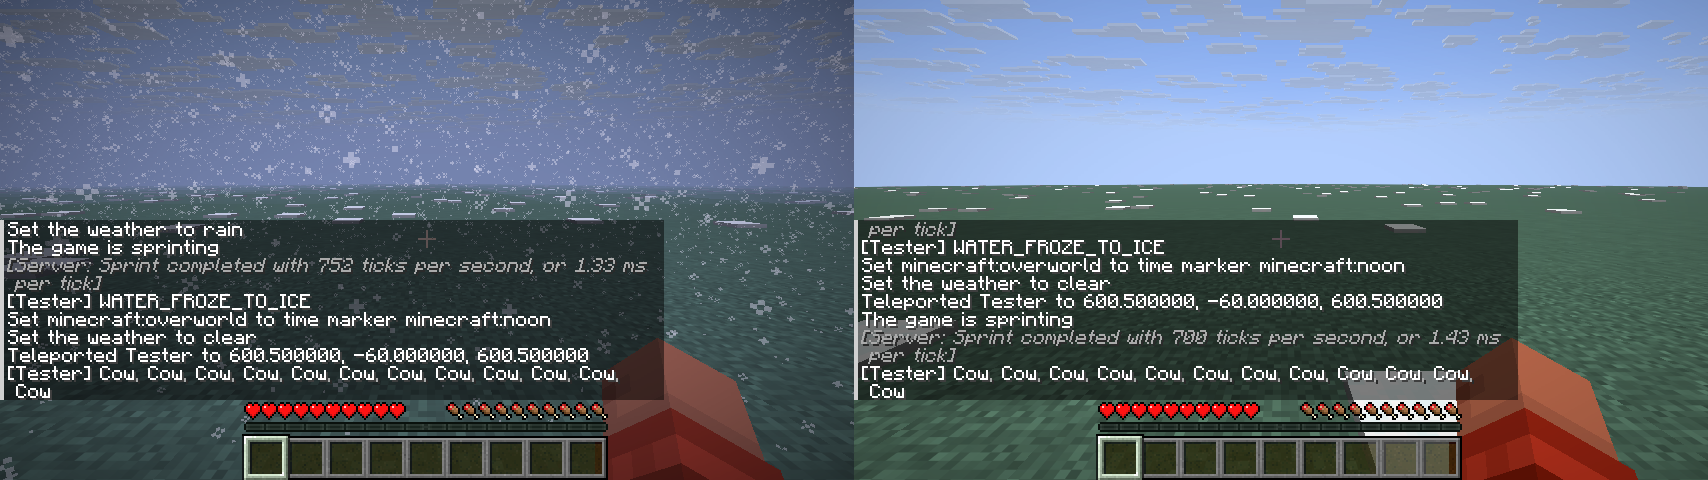 Set the weather to rain
The game is sprinting
[Server: Sprint completed with 752 ticks per second, or 1.33 ms
per tick]
[Tester] WATER_FROZE_TO_ICE
Set minecraft:overworld to time marker minecraft:noon
Set the weather to clear
Teleported Tester to 600.500000, -60.000000, 600.500000
[Tester] Cow, Cow, Cow, Cow, Cow, Cow, Cow, Cow, Cow, Cow, Cow,
Cow
per tick]
[Tester] WATER_FROZE_TO_ICE
Set minecraft:overworld to time marker minecraft:noon
Set the weather to clear
Teleported Tester to 600.500000, -60.000000, 600.500000
The game is sprinting
[Server: Sprint completed with 700 ticks per second, or 1.43 ms
per tick]
[Tester] Cow, Cow, Cow, Cow, Cow, Cow, Cow, Cow, Cow, Cow, Cow,
Cow